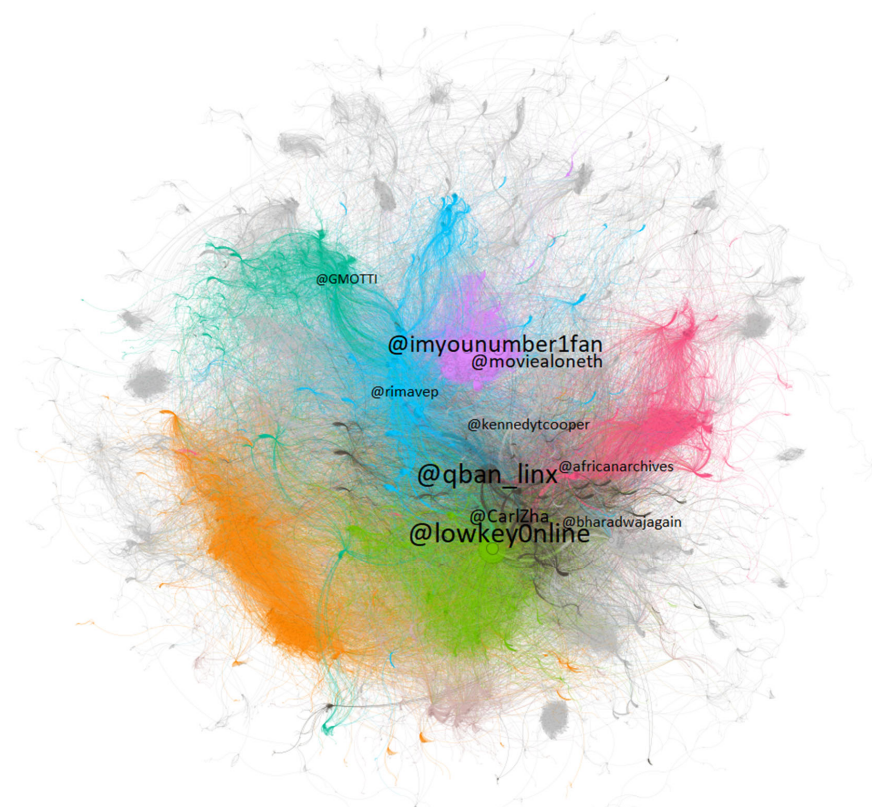 @GMOTTI
@imyounumber1fan
@moviealoneth
@rimavep
@kennedytcooper
@qban_linx
@africanarchives
@CarlZha
@bharadwajagain
@lowkey0nline